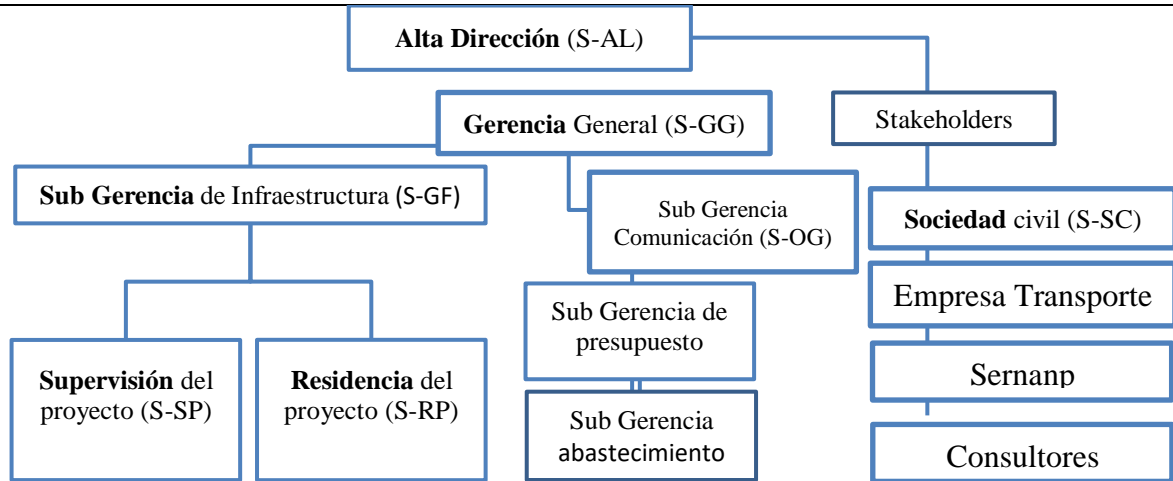 Alta Dirección (S-AL)
Gerencia General (S-GG)
Stakeholders
Sub Gerencia de Infraestructura (S-GF)
Sub Gerencia
Comunicación (S-OG)
Sociedad civil (S-SC)
Empresa Transporte
Sub Gerencia de
presupuesto
Supervisión del
proyecto (S-SP)
Residencia del
proyecto (S-RP)
Sernanp
Sub Gerencia
abastecimiento
Consultores